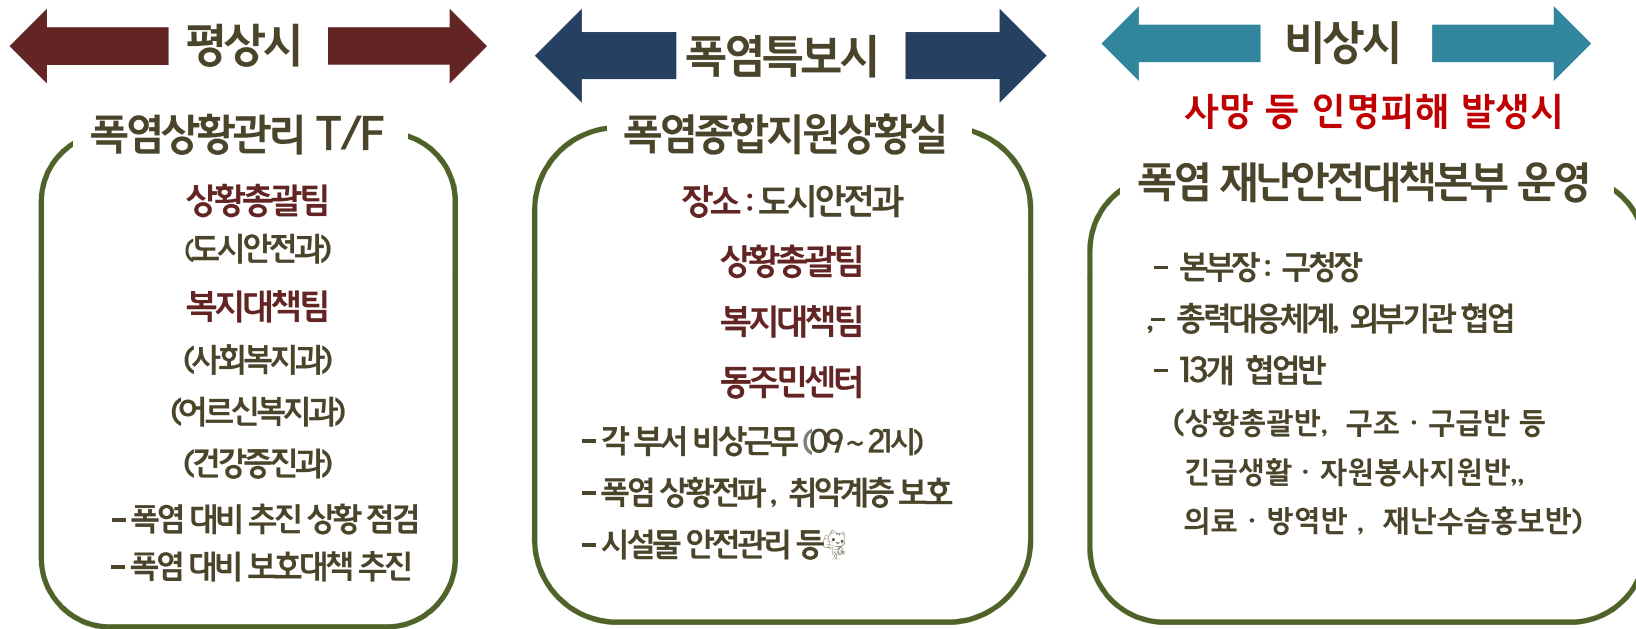 평상시
폭염상황관리 T/F
상황총괄팀
(도시안전과)
복지대책팀
(사회복지과)
(어르신복지과)
(건강증진과)
- 폭염 대비 추진 상황 점검
- 폭염 대비 보호대책 추진
폭염특보시
폭염종합지원상황실
장소 : 도시안전과
상황총괄팀
복지대책팀
동주민센터
- 각 부서 비상근무 (09 ~ 21시)
- 폭염 상황전파 , 취약계층 보호
- 시설물 안전관리 등
비상시
사망 등 인명피해 발생시
폭염 재난안전대책본부 운영
- 본부장 : 구청장
,- 총력대응체계, 외부기관 협업
- 13개 협업반
(상황총괄반, 구조 · 구급반 등
긴급생활 · 자원봉사지원반,,
의료 · 방역반 , 재난수습홍보반)